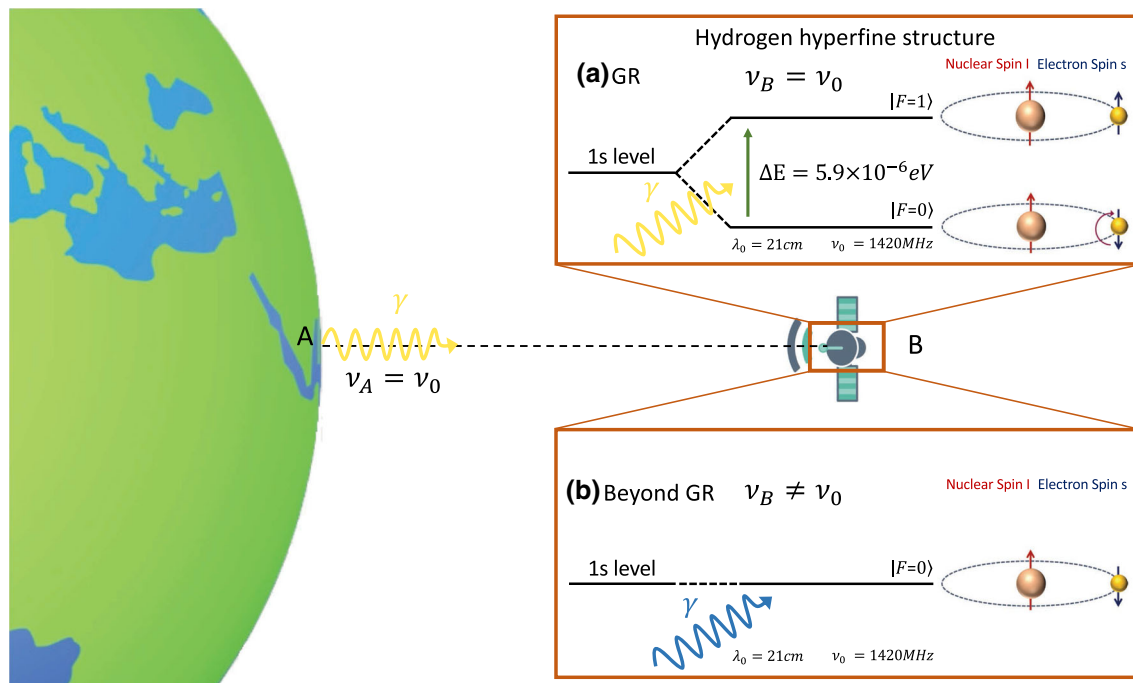 Hydrogen hyperfine structure
(a) GR
ν_B = ν_0
Nuclear Spin I Electron Spin s
|F=1⟩
1s level
γ
ΔE = 5.9×10⁻⁶eV
|F=0⟩
λ_0 = 21cm ν_0 = 1420MHz
γ
A
B
ν_A = ν_0
(b) Beyond GR ν_B ≠ ν_0
Nuclear Spin I Electron Spin s
1s level
|F=0⟩
γ
λ_0 = 21cm ν_0 = 1420MHz